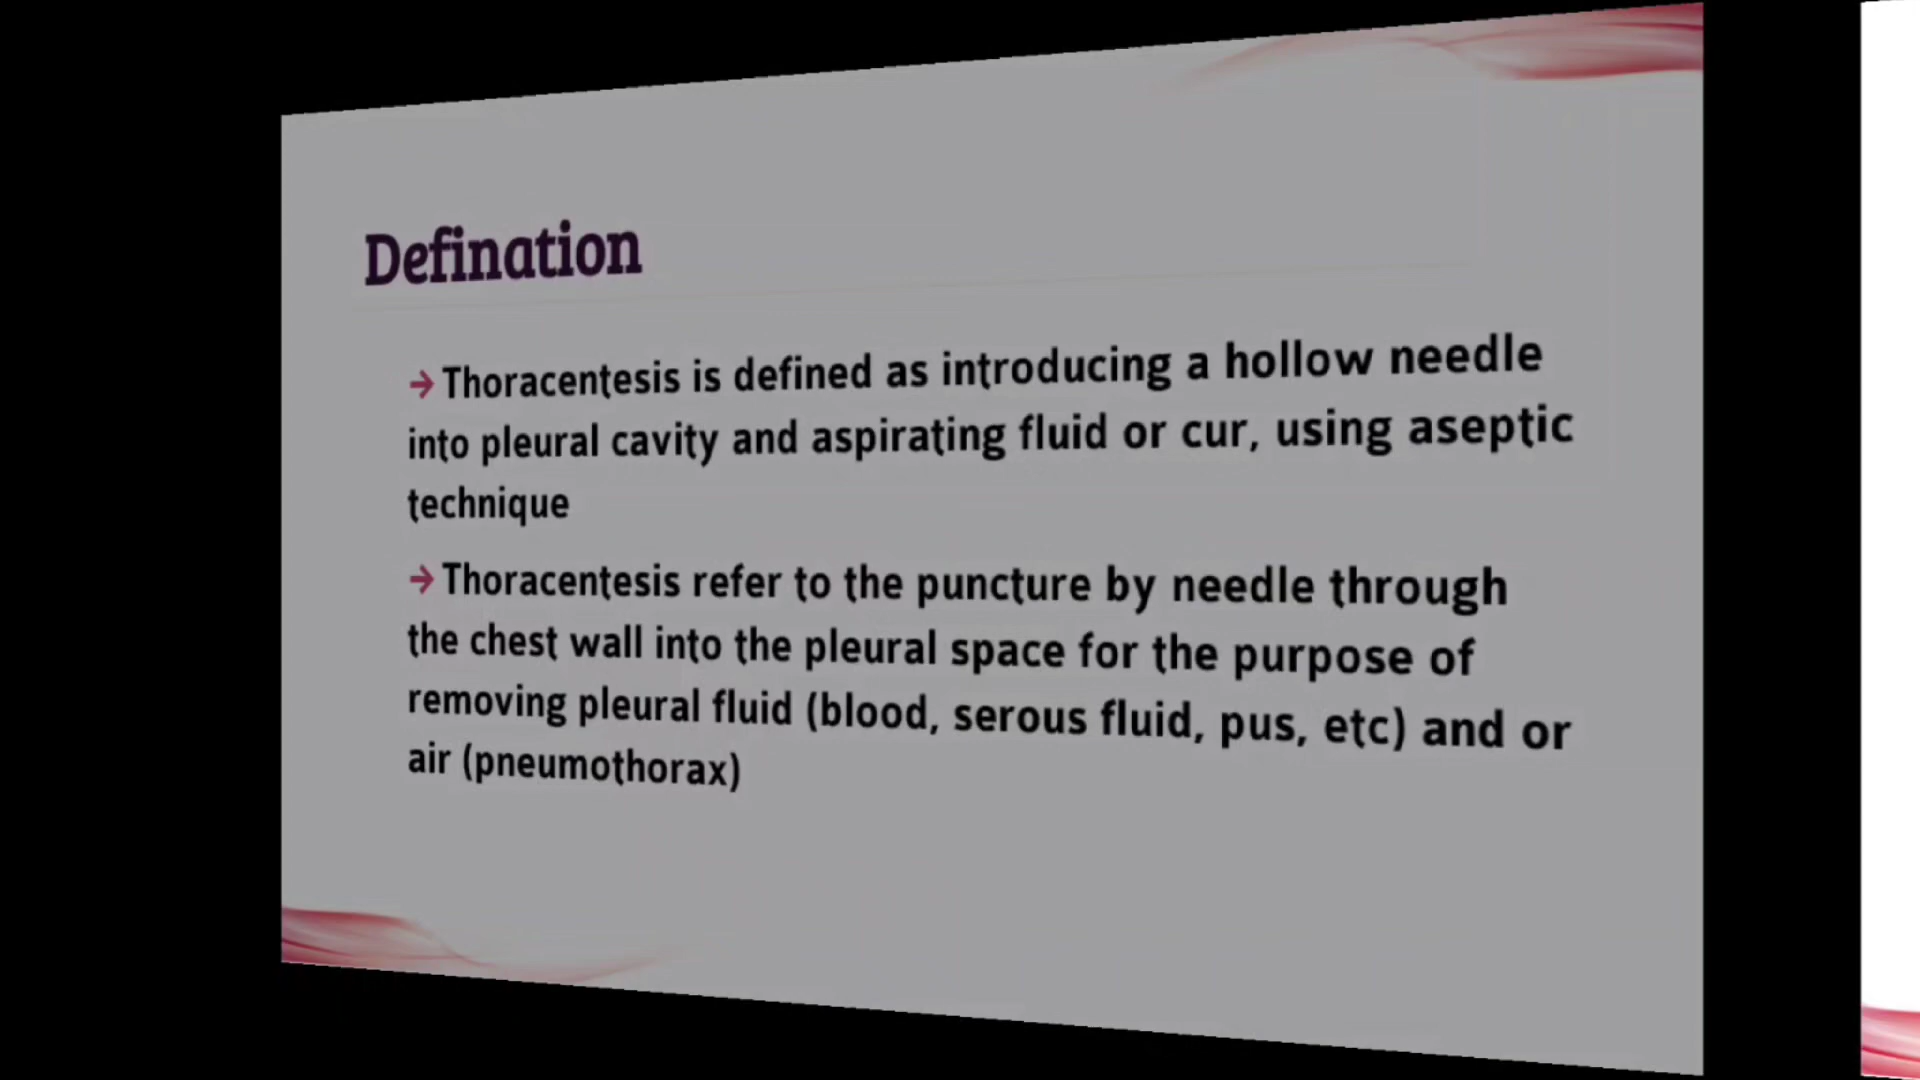 Defination
→ Thoracentesis is defined as introducing a hollow needle
into pleural cavity and aspirating fluid or cur, using aseptic
technique
→ Thoracentesis refer to the puncture by needle through
the chest wall into the pleural space for the purpose of
removing pleural fluid (blood, serous fluid, pus, etc) and or
air (pneumothorax)